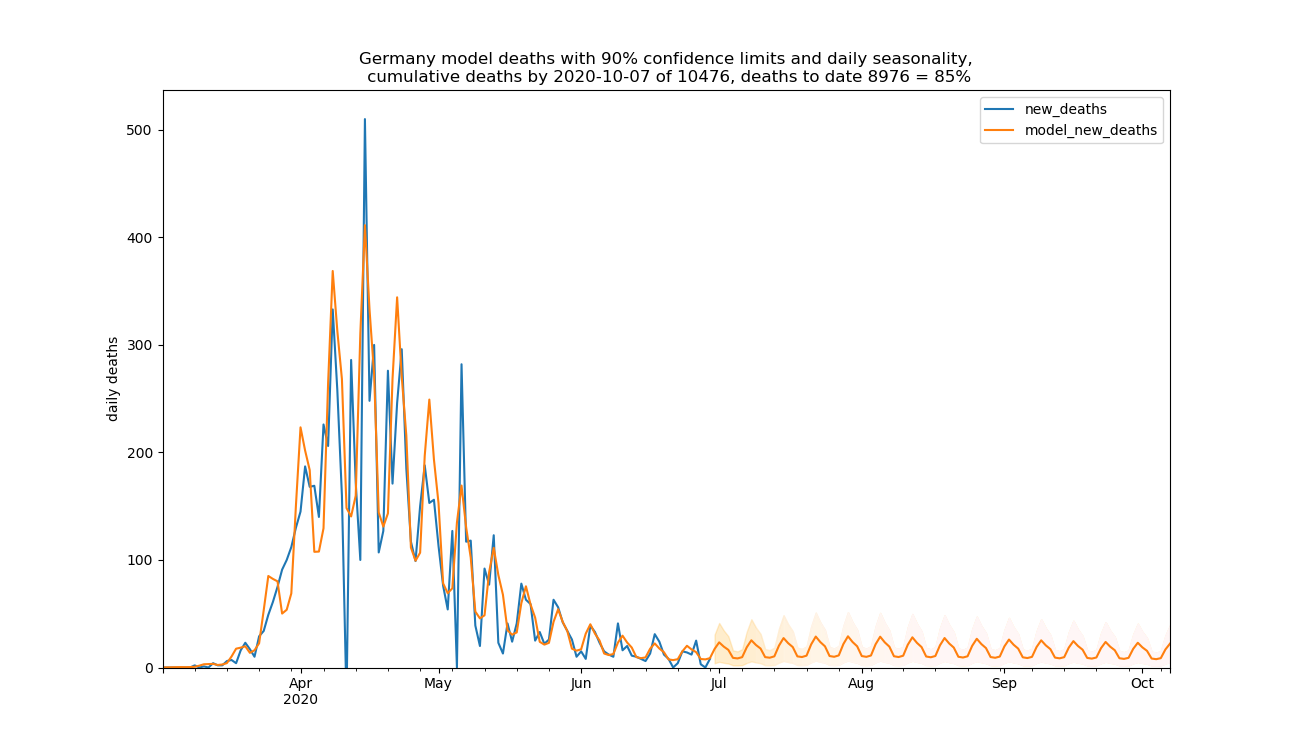 Germany model deaths with 90% confidence limits and daily seasonality,
cumulative deaths by 2020-10-07 of 10476, deaths to date 8976 = 85%
new_deaths
model_new_deaths
daily deaths
500
400
300
200
100
0
Apr May Jun Jul Aug Sep Oct
2020